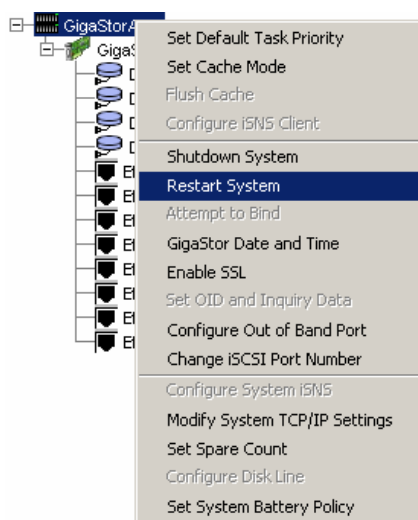 GigaStorA
Giga
Set Default Task Priority
Set Cache Mode
Flush Cache
Configure iSNS Client
Shutdown System
Restart System
Attempt to Bind
GigaStor Date and Time
Enable SSL
Set OID and Inquiry Data
Configure Out of Band Port
Change iSCSI Port Number
Configure System iSNS
Modify System TCP/IP Settings
Set Spare Count
Configure Disk Line
Set System Battery Policy